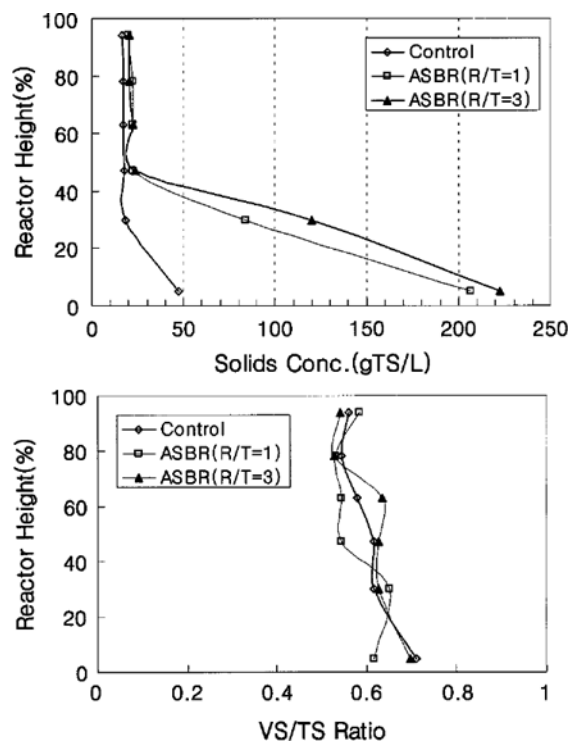 100
80
60
40
20
0
Reactor Height(%)
Control
ASBR(R/T=1)
ASBR(R/T=3)
0 50 100 150 200 250
Solids Conc.(gTS/L)
100
80
60
40
20
0
Reactor Height(%)
Control
ASBR(R/T=1)
ASBR(R/T=3)
0 0.2 0.4 0.6 0.8 1
VS/TS Ratio